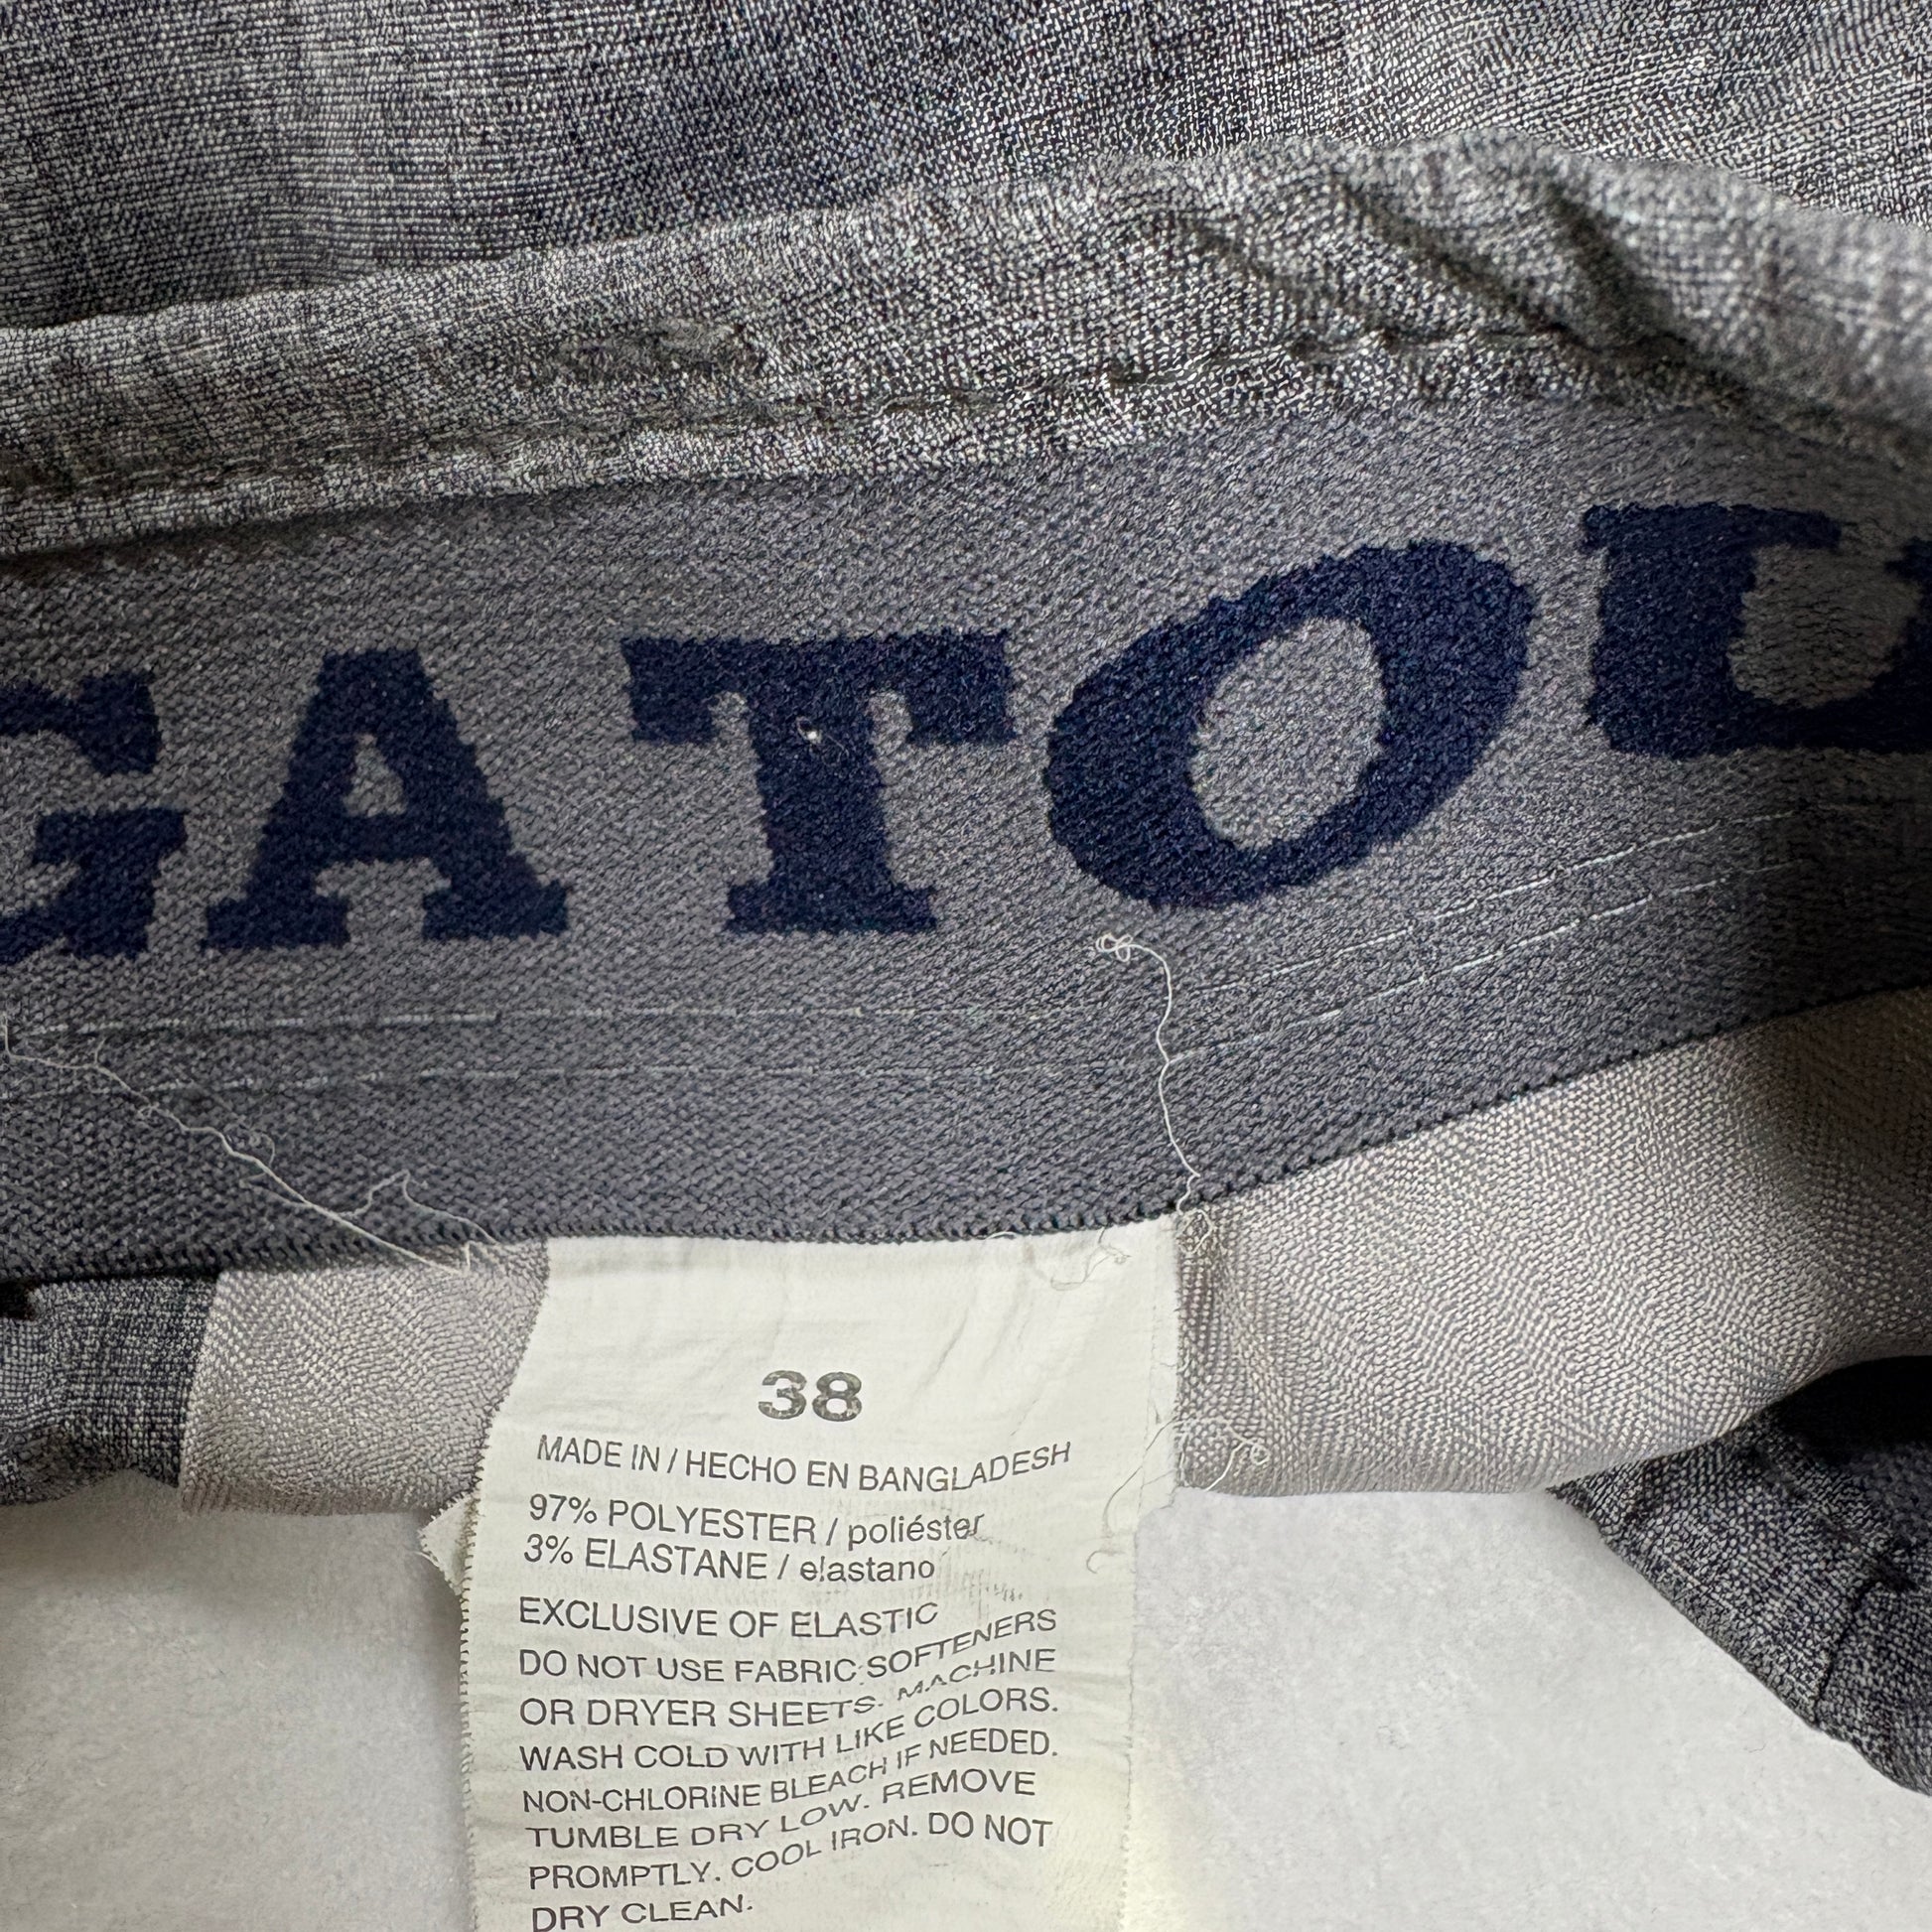 GATOU
38
MADE IN / HECHO EN BANGLADESH
97% POLYESTER / poliéster
3% ELASTANE / elastano
EXCLUSIVE OF ELASTIC
DO NOT USE FABRIC SOFTENERS
OR DRYER SHEETS. MACHINE
WASH COLD WITH LIKE COLORS.
NON-CHLORINE BLEACH IF NEEDED.
TUMBLE DRY LOW. REMOVE
PROMPTLY. COOL IRON. DO NOT
DRY CLEAN.